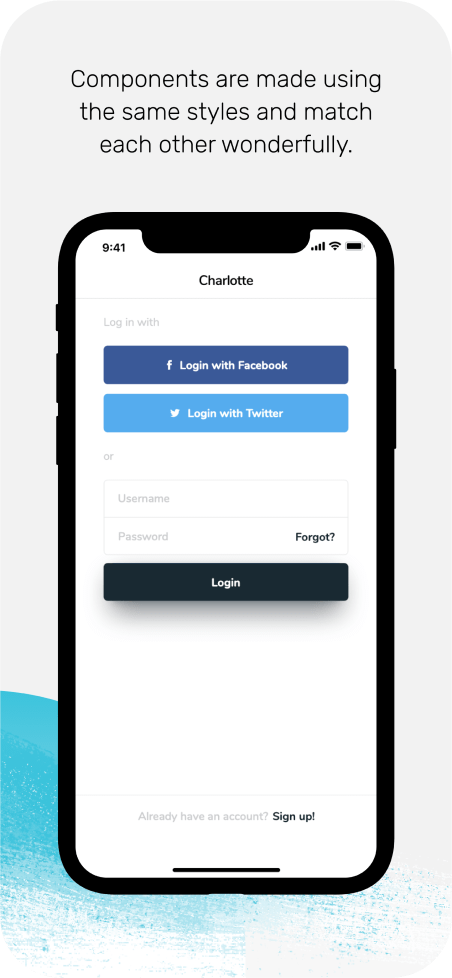 Components are made using
the same styles and match
each other wonderfully.
9:41
Charlotte
Log in with
Login with Facebook
Login with Twitter
or
Username
Password Forgot?
Login
Already have an account? Sign up!